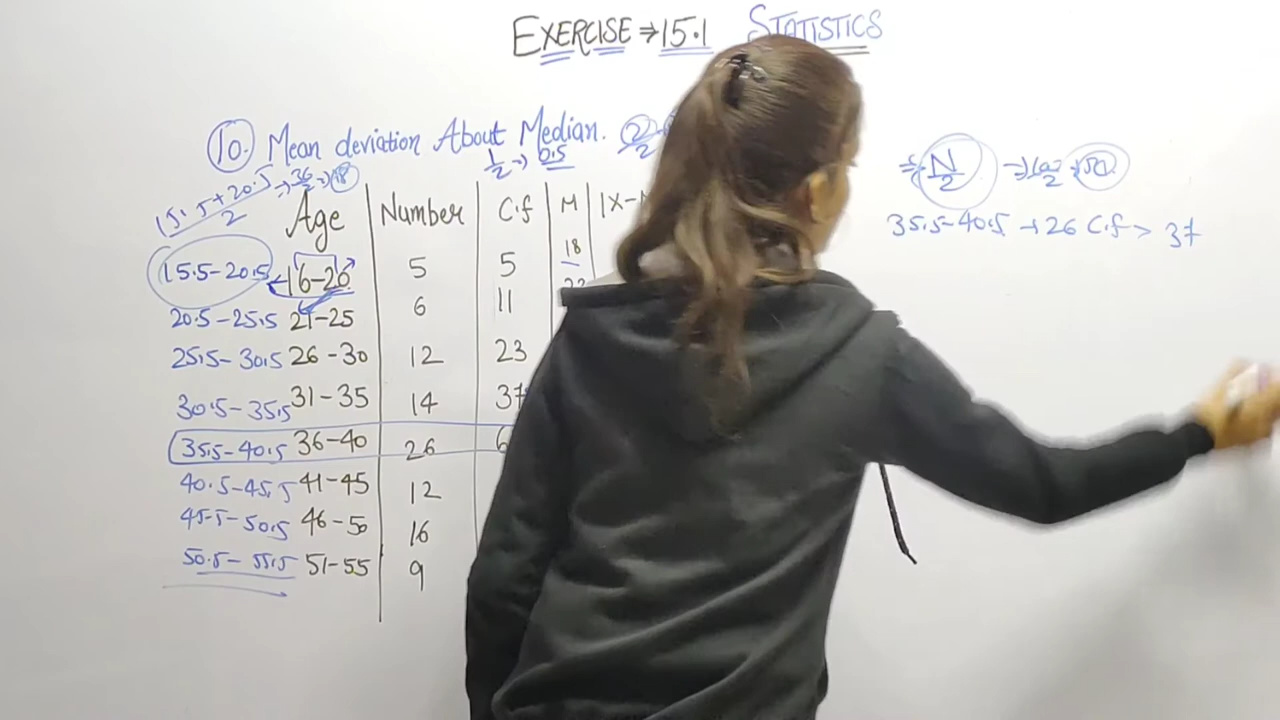 EXERCISE ⇒ 15.1 STATISTICS
10. Mean deviation About Median.
1/2 → 0.5
15.5+20.5/2 → 36/2 → 18
Age Number C.f M |X-M
15.5-20.5 16-20 5 5 18
20.5-25.5 21-25 6 11
25.5-30.5 26-30 12 23
30.5-35.5 31-35 14 37
35.5-40.5 36-40 26 6
40.5-45.5 41-45 12
45.5-50.5 46-50 16
50.5-55.5 51-55 9
⇒ N/2 → 100/2 → 50
35.5-40.5 → 26 C.f > 37